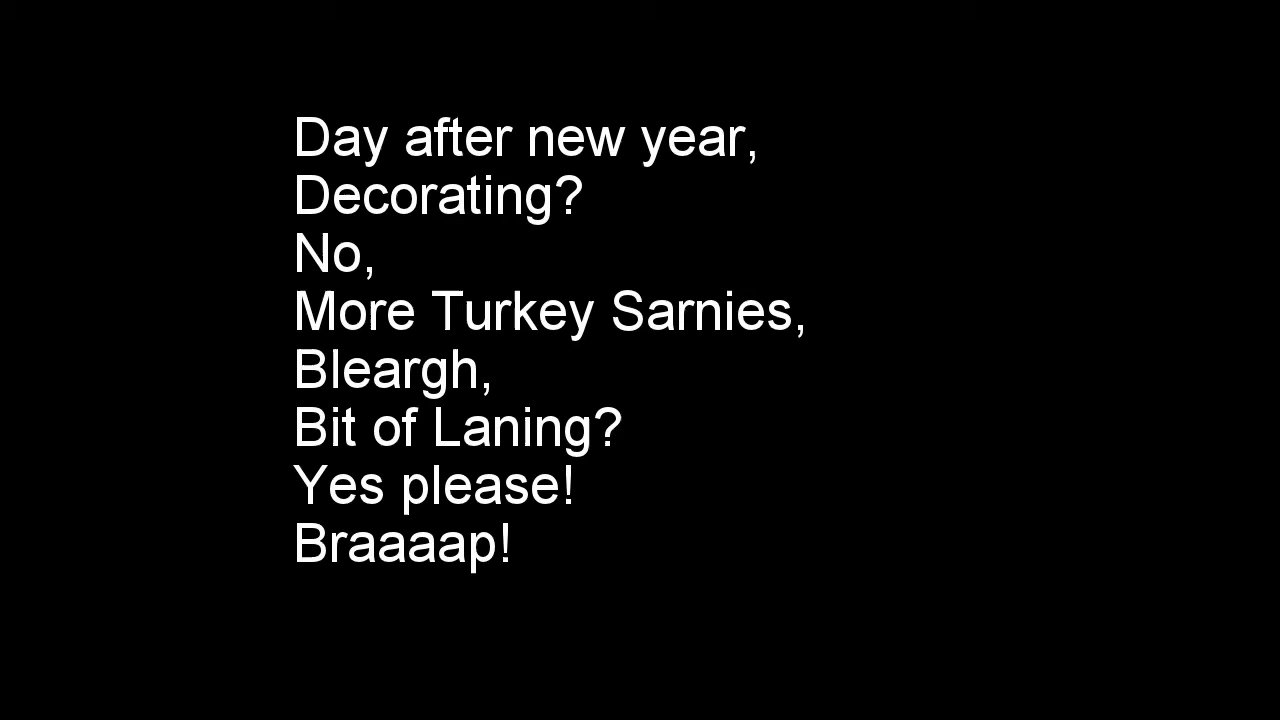 Day after new year,
Decorating?
No,
More Turkey Sarnies,
Bleargh,
Bit of Laning?
Yes please!
Braaaap!